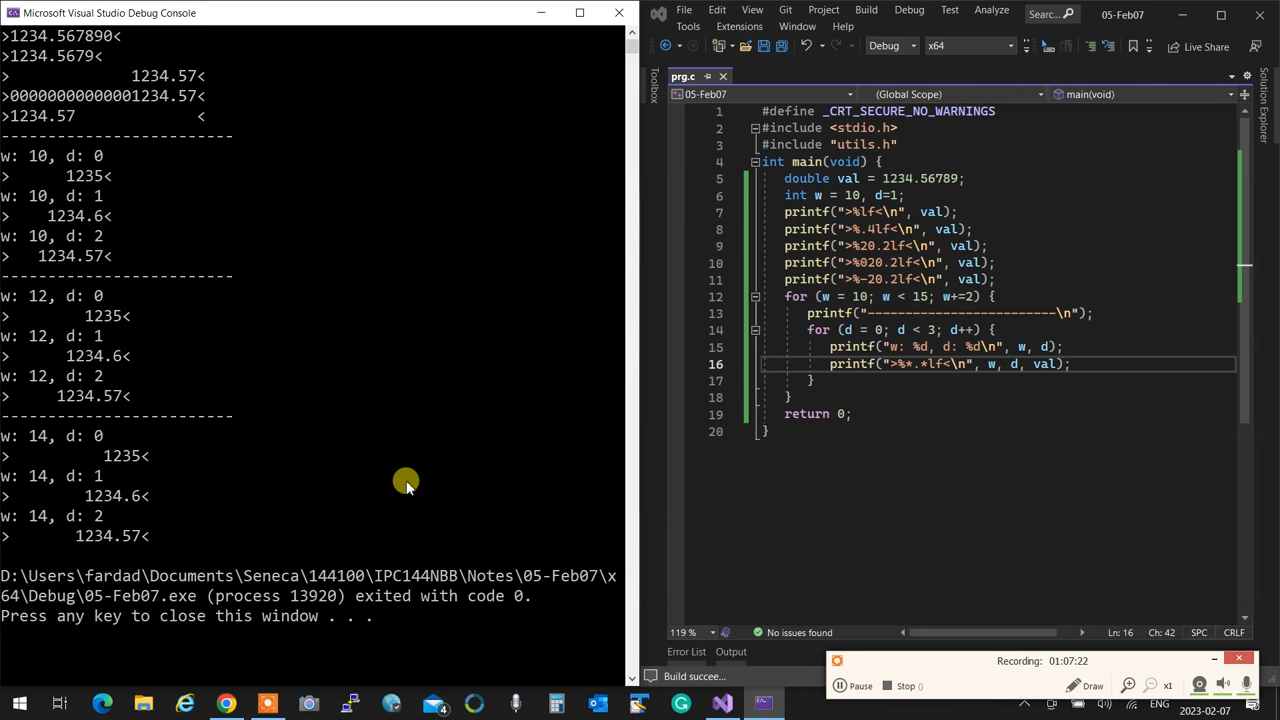 Microsoft Visual Studio Debug Console
>1234.567890<
>1234.5679<
>             1234.57<
>00000000000001234.57<
>1234.57             <
-------------------------
w: 10, d: 0
>      1235<
w: 10, d: 1
>    1234.6<
w: 10, d: 2
>   1234.57<
-------------------------
w: 12, d: 0
>        1235<
w: 12, d: 1
>      1234.6<
w: 12, d: 2
>     1234.57<
-------------------------
w: 14, d: 0
>          1235<
w: 14, d: 1
>        1234.6<
w: 14, d: 2
>       1234.57<
D:\Users\fardad\Documents\Seneca\144100\IPC144NBB\Notes\05-Feb07\x
64\Debug\05-Feb07.exe (process 13920) exited with code 0.
Press any key to close this window . . .
File Edit View Git Project Build Debug Test Analyze Searc... 05-Feb07
Tools Extensions Window Help
Debug x64 Live Share
Toolbox
prg.c
05-Feb07 (Global Scope) main(void)
1 #define _CRT_SECURE_NO_WARNINGS
2 #include <stdio.h>
3 #include "utils.h"
4 int main(void) {
5 double val = 1234.56789;
6 int w = 10, d=1;
7 printf(">%lf<\n", val);
8 printf(">%.4lf<\n", val);
9 printf(">%20.2lf<\n", val);
10 printf(">%020.2lf<\n", val);
11 printf(">%-20.2lf<\n", val);
12 for (w = 10; w < 15; w+=2) {
13 printf("-------------------------\n");
14 for (d = 0; d < 3; d++) {
15 printf("w: %d, d: %d\n", w, d);
16 printf(">%*.*lf<\n", w, d, val);
17 }
18 }
19 return 0;
20 }
Solution Explorer
119 % No issues found Ln: 16 Ch: 42 SPC CRLF
Error List Output
Build succee...
Recording: 01:07:22
Pause Stop () Draw x1
4
ENG 2023-02-07